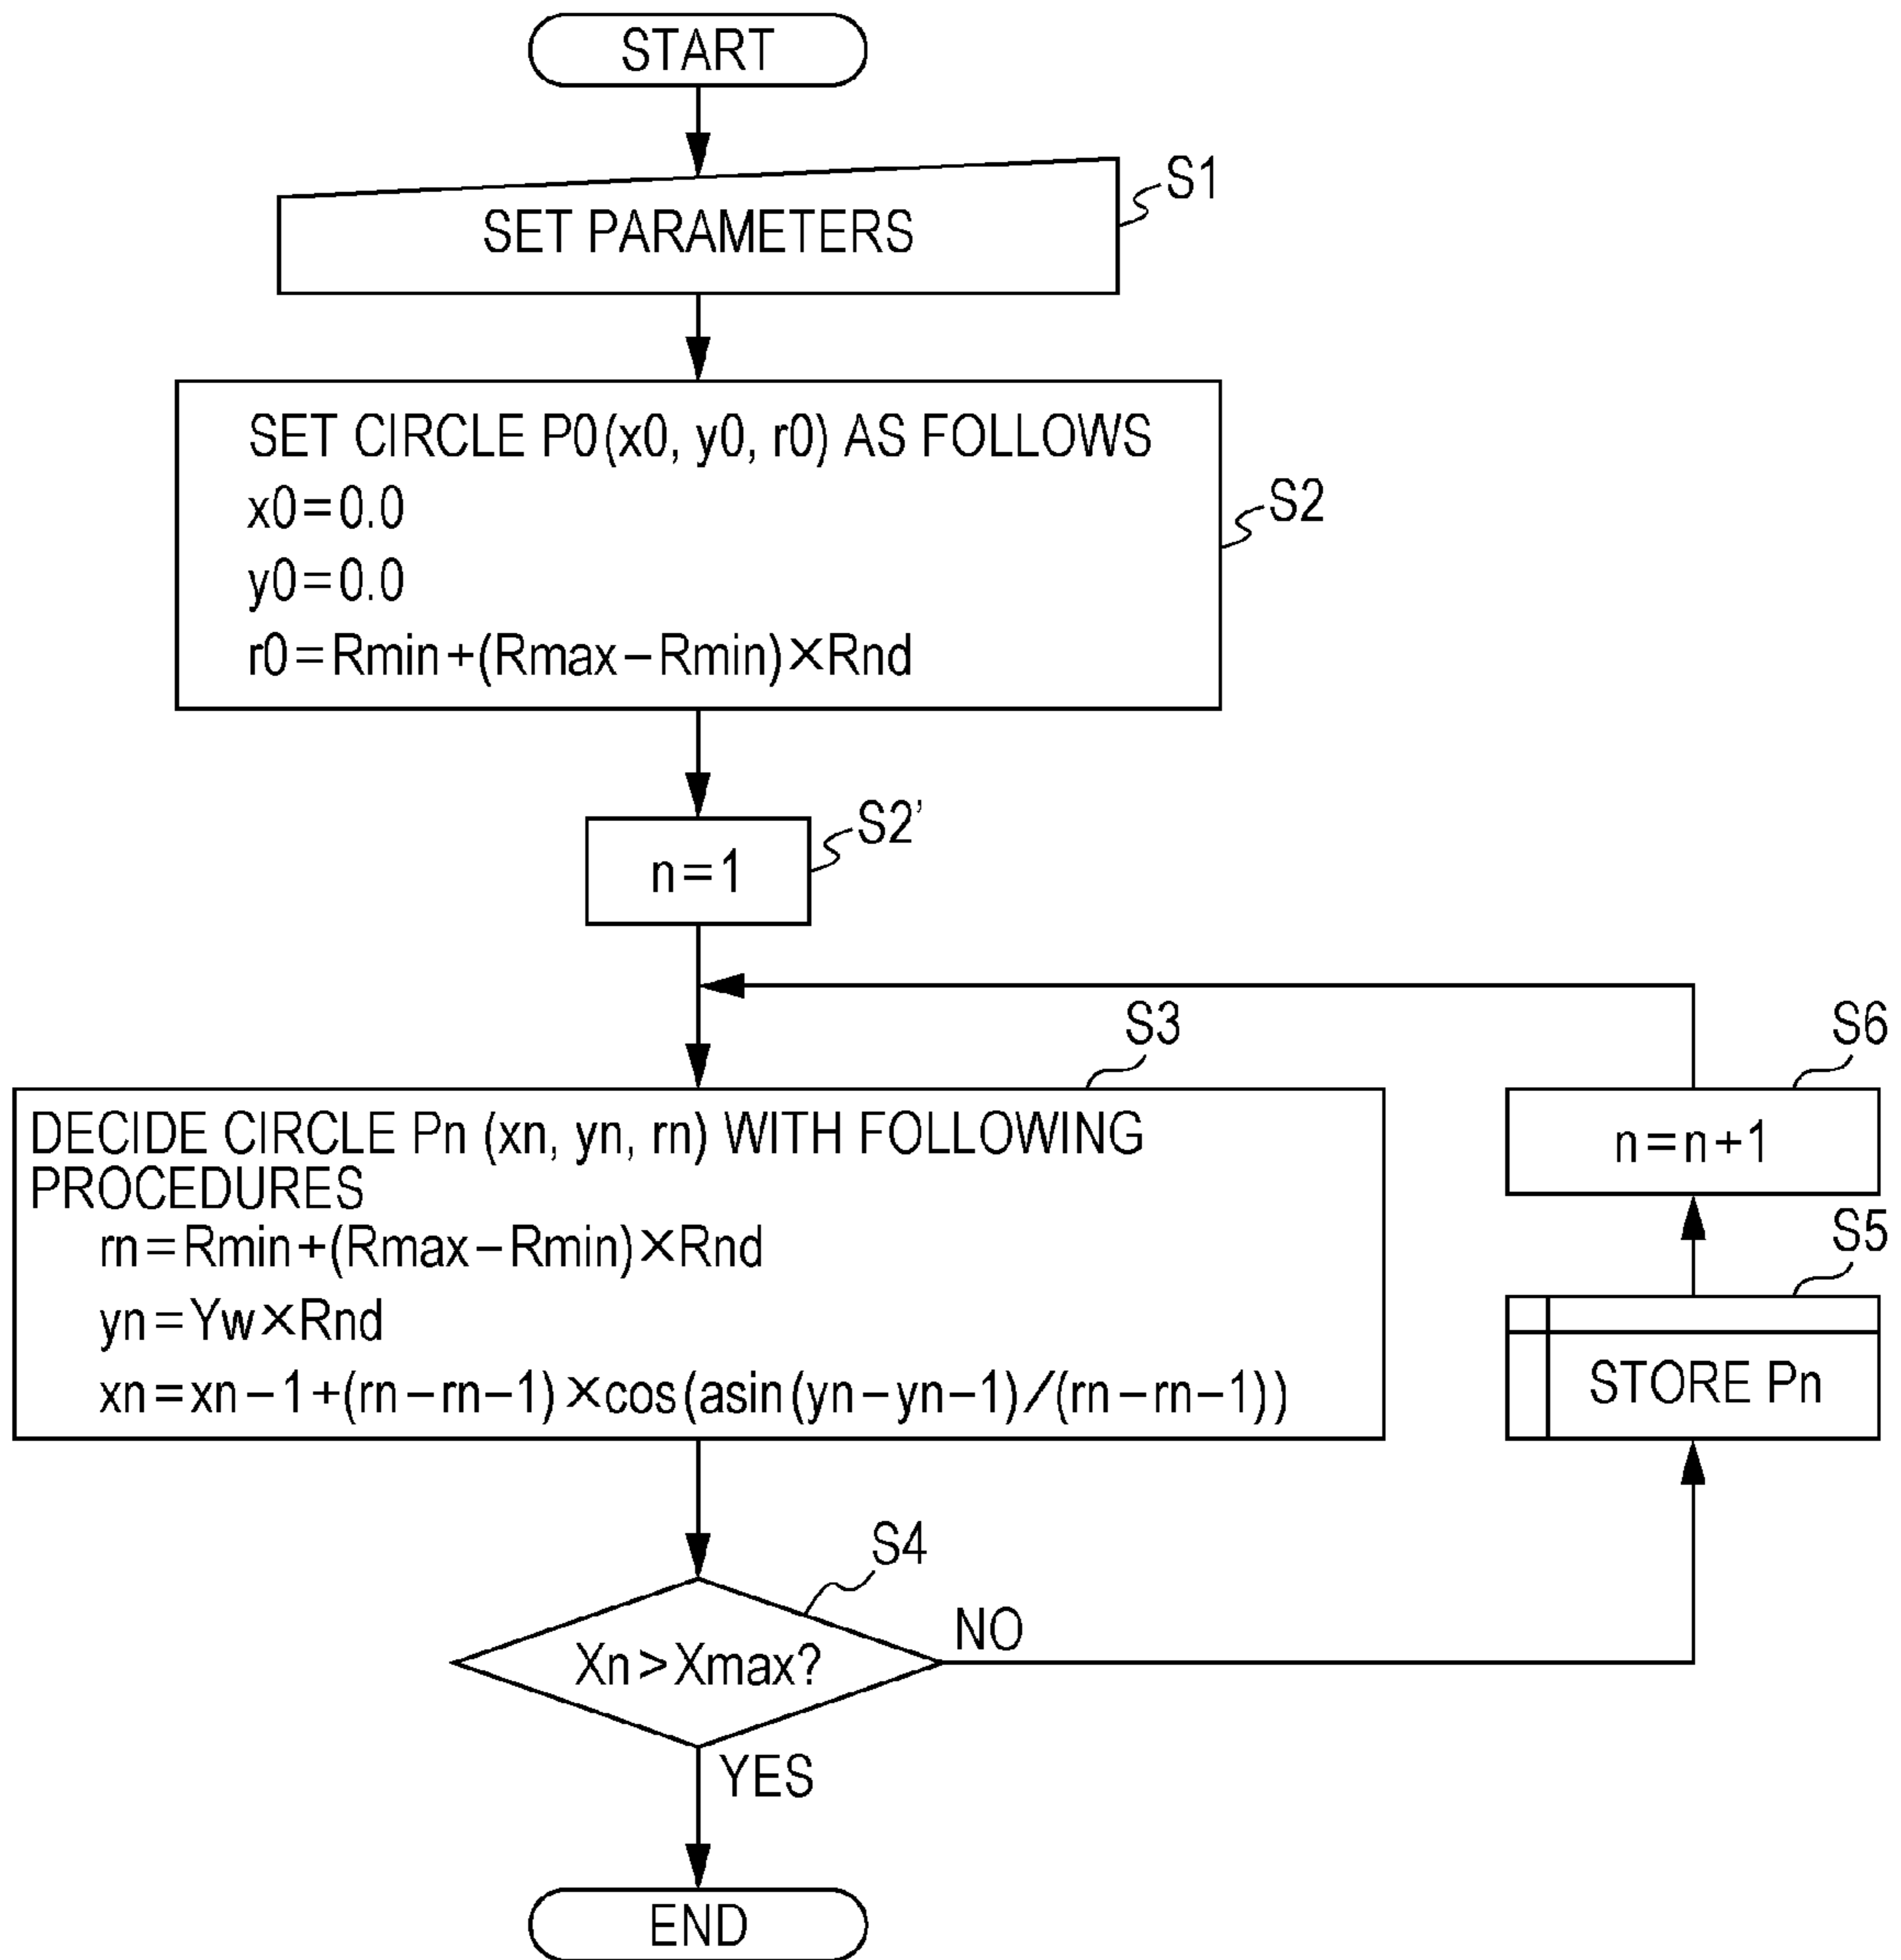 START
SET PARAMETERS
S1
SET CIRCLE P0(x0, y0, r0) AS FOLLOWS
x0=0.0
y0=0.0
r0=Rmin+(Rmax−Rmin)×Rnd
S2
n=1
S2'
S3
DECIDE CIRCLE Pn (xn, yn, rn) WITH FOLLOWING
PROCEDURES
rn=Rmin+(Rmax−Rmin)×Rnd
yn=Yw×Rnd
xn=xn−1+(rn−rn−1)×cos(asin(yn−yn−1)/(rn−rn−1))
S4
Xn>Xmax?
NO
YES
END
S6
n=n+1
S5
STORE Pn